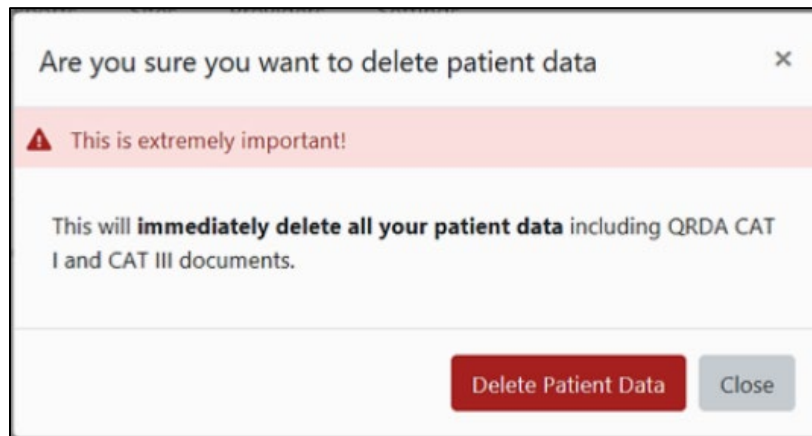 Are you sure you want to delete patient data ×
This is extremely important!
This will immediately delete all your patient data including QRDA CAT
I and CAT III documents.
Delete Patient Data Close